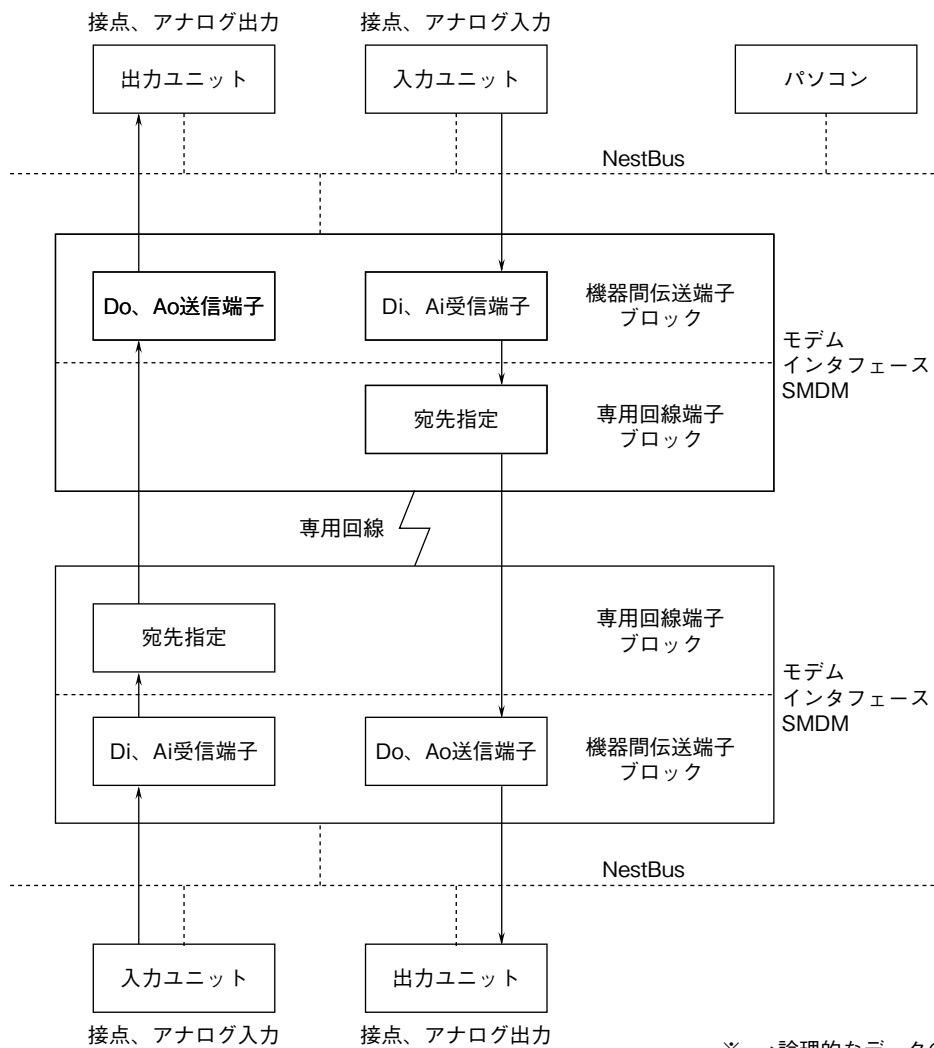 接点、アナログ出力
接点、アナログ入力
出力ユニット
入力ユニット
パソコン
NestBus
Do、Ao送信端子
Di、Ai受信端子
機器間伝送端子
ブロック
モデム
インタフェース
SMDM
宛先指定
専用回線端子
ブロック
専用回線
宛先指定
専用回線端子
ブロック
モデム
インタフェース
SMDM
Di、Ai受信端子
Do、Ao送信端子
機器間伝送端子
ブロック
NestBus
入力ユニット
出力ユニット
接点、アナログ入力
接点、アナログ出力